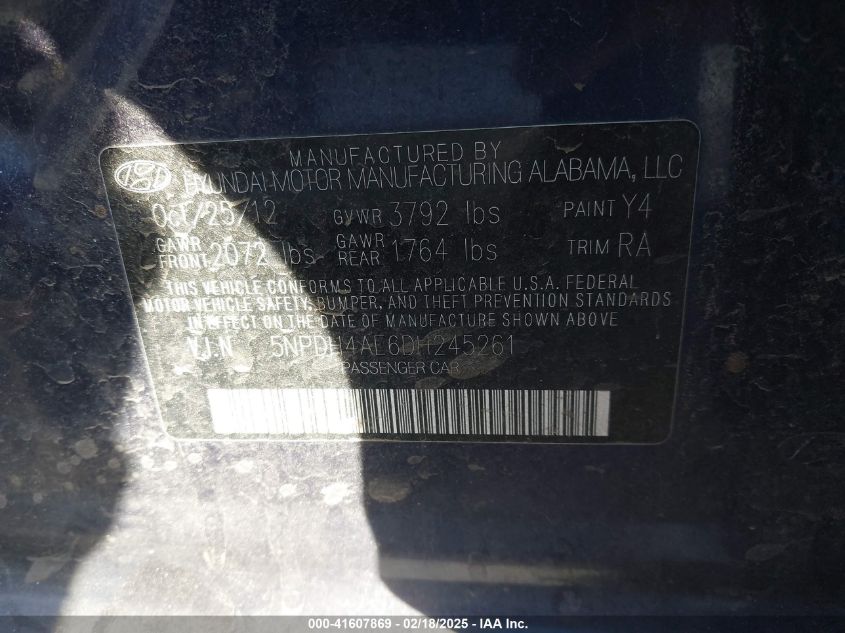 MANUFACTURED BY
HYUNDAI MOTOR MANUFACTURING ALABAMA, LLC
Oct/25/12 GVWR 3792 lbs PAINT Y4
GAWR FRONT 2072 lbs GAWR REAR 1764 lbs TRIM RA
THIS VEHICLE CONFORMS TO ALL APPLICABLE U.S.A. FEDERAL
MOTOR VEHICLE SAFETY, BUMPER, AND THEFT PREVENTION STANDARDS
IN EFFECT ON THE DATE OF MANUFACTURE SHOWN ABOVE
V.I.N 5NPDH4AE6DH245261
PASSENGER CAR
000-41607869 - 02/18/2025 - IAA Inc.